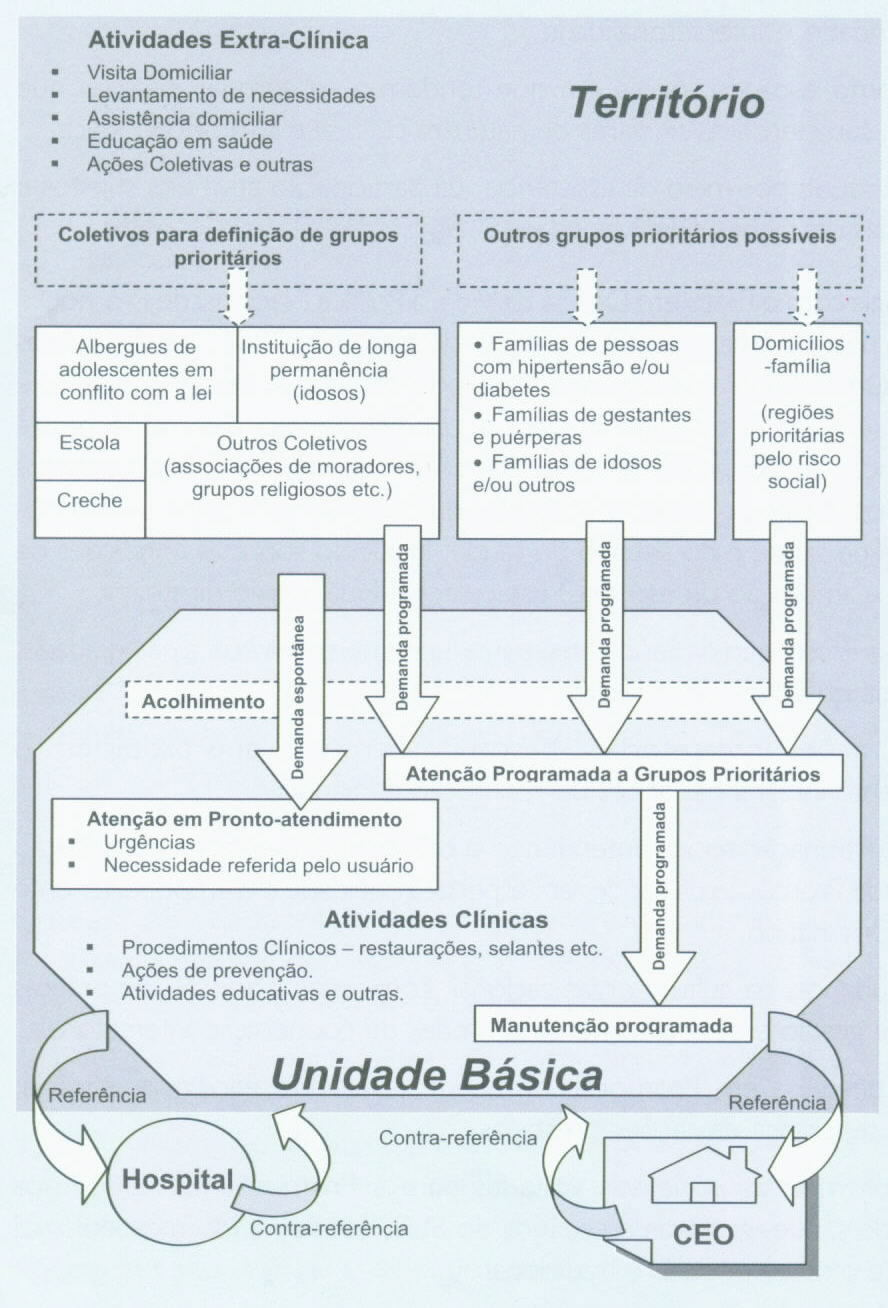 Atividades Extra-Clínica
▪ Visita Domiciliar
▪ Levantamento de necessidades
▪ Assistência domiciliar
▪ Educação em saúde
▪ Ações Coletivas e outras
Território
Coletivos para definição de grupos
prioritários
Outros grupos prioritários possíveis
Albergues de
adolescentes em
conflito com a lei
Instituição de longa
permanência
(idosos)
Escola
Creche
Outros Coletivos
(associações de moradores,
grupos religiosos etc.)
• Famílias de pessoas
com hipertensão e/ou
diabetes
• Famílias de gestantes
e puérperas
• Famílias de idosos
e/ou outros
Domicílios
-família
(regiões
prioritárias
pelo risco
social)
Demanda espontânea
Demanda programada
Demanda programada
Demanda programada
Acolhimento
Atenção Programada a Grupos Prioritários
Atenção em Pronto-atendimento
▪ Urgências
▪ Necessidade referida pelo usuário
Demanda programada
Atividades Clínicas
▪ Procedimentos Clínicos – restaurações, selantes etc.
▪ Ações de prevenção.
▪ Atividades educativas e outras.
Manutenção programada
Unidade Básica
Referência
Referência
Hospital
Contra-referência
Contra-referência
CEO